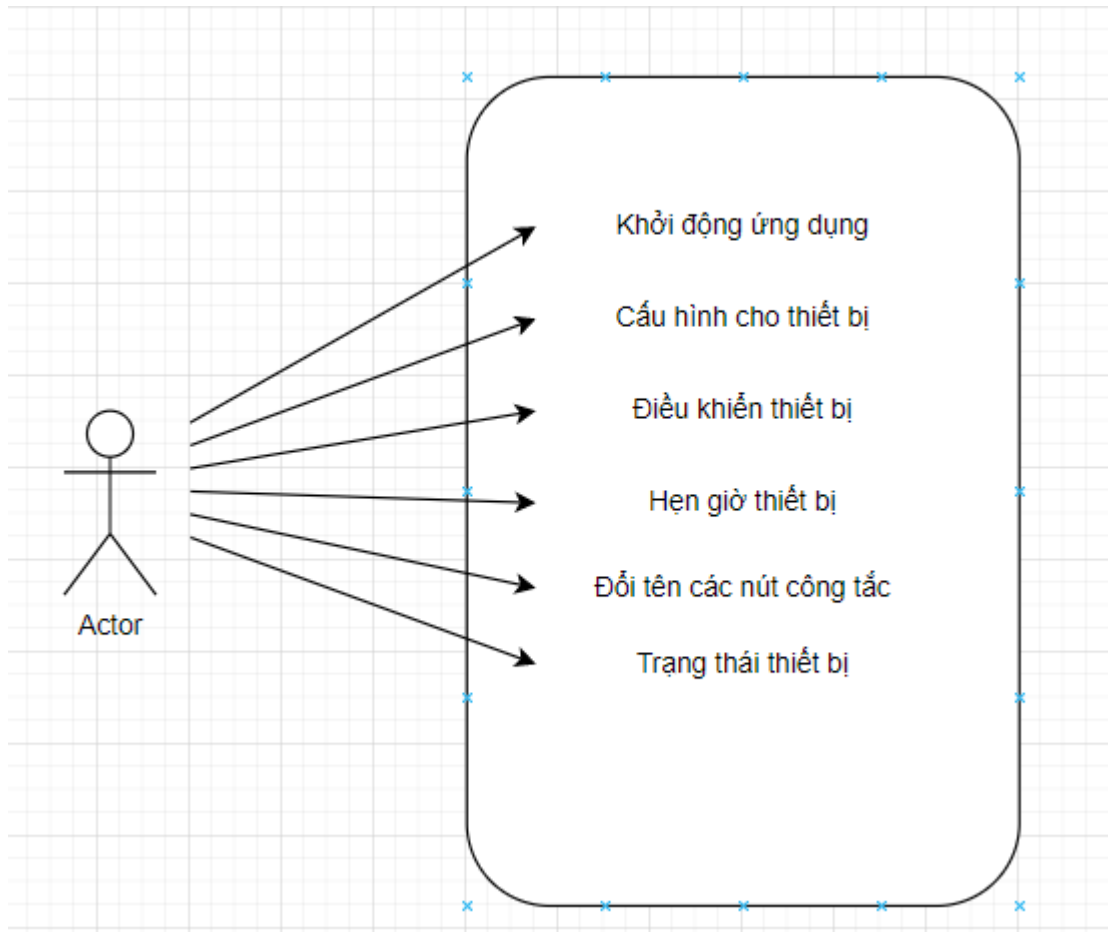 Khởi động ứng dụng
Cấu hình cho thiết bị
Điều khiển thiết bị
Hẹn giờ thiết bị
Đổi tên các nút công tắc
Actor
Trạng thái thiết bị